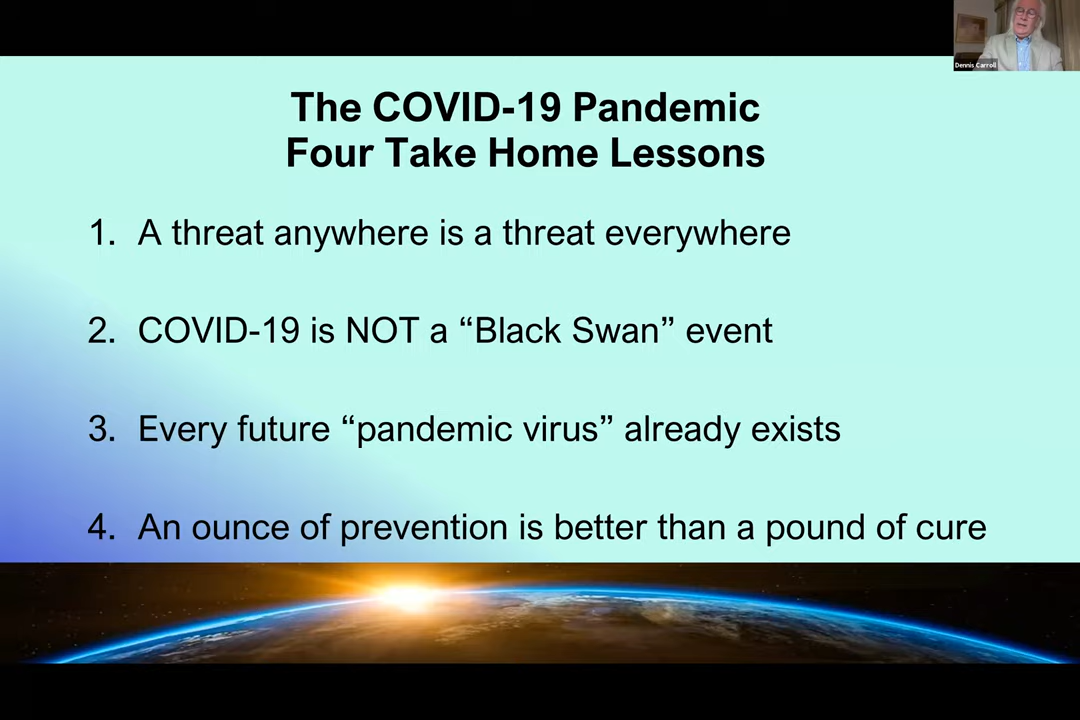 Dennis Carroll
The COVID-19 Pandemic
Four Take Home Lessons
1. A threat anywhere is a threat everywhere
2. COVID-19 is NOT a “Black Swan” event
3. Every future “pandemic virus” already exists
4. An ounce of prevention is better than a pound of cure